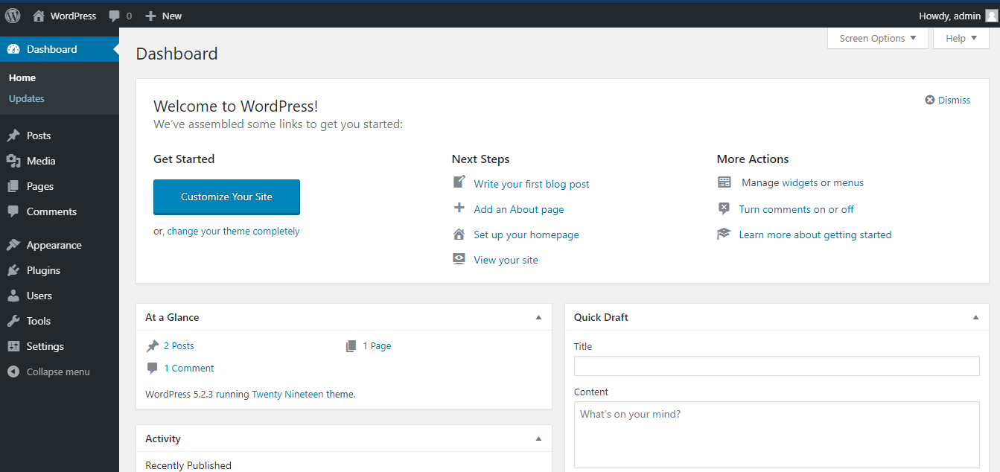 WordPress 0 New Howdy, admin
Dashboard
Home
Updates
Posts
Media
Pages
Comments
Appearance
Plugins
Users
Tools
Settings
Collapse menu
Screen Options Help
Dashboard
Welcome to WordPress!
We've assembled some links to get you started:
Dismiss
Get Started
Customize Your Site
or, change your theme completely
Next Steps
Write your first blog post
Add an About page
Set up your homepage
View your site
More Actions
Manage widgets or menus
Turn comments on or off
Learn more about getting started
At a Glance
2 Posts 1 Page
1 Comment
WordPress 5.2.3 running Twenty Nineteen theme.
Activity
Recently Published
Quick Draft
Title
Content
What's on your mind?